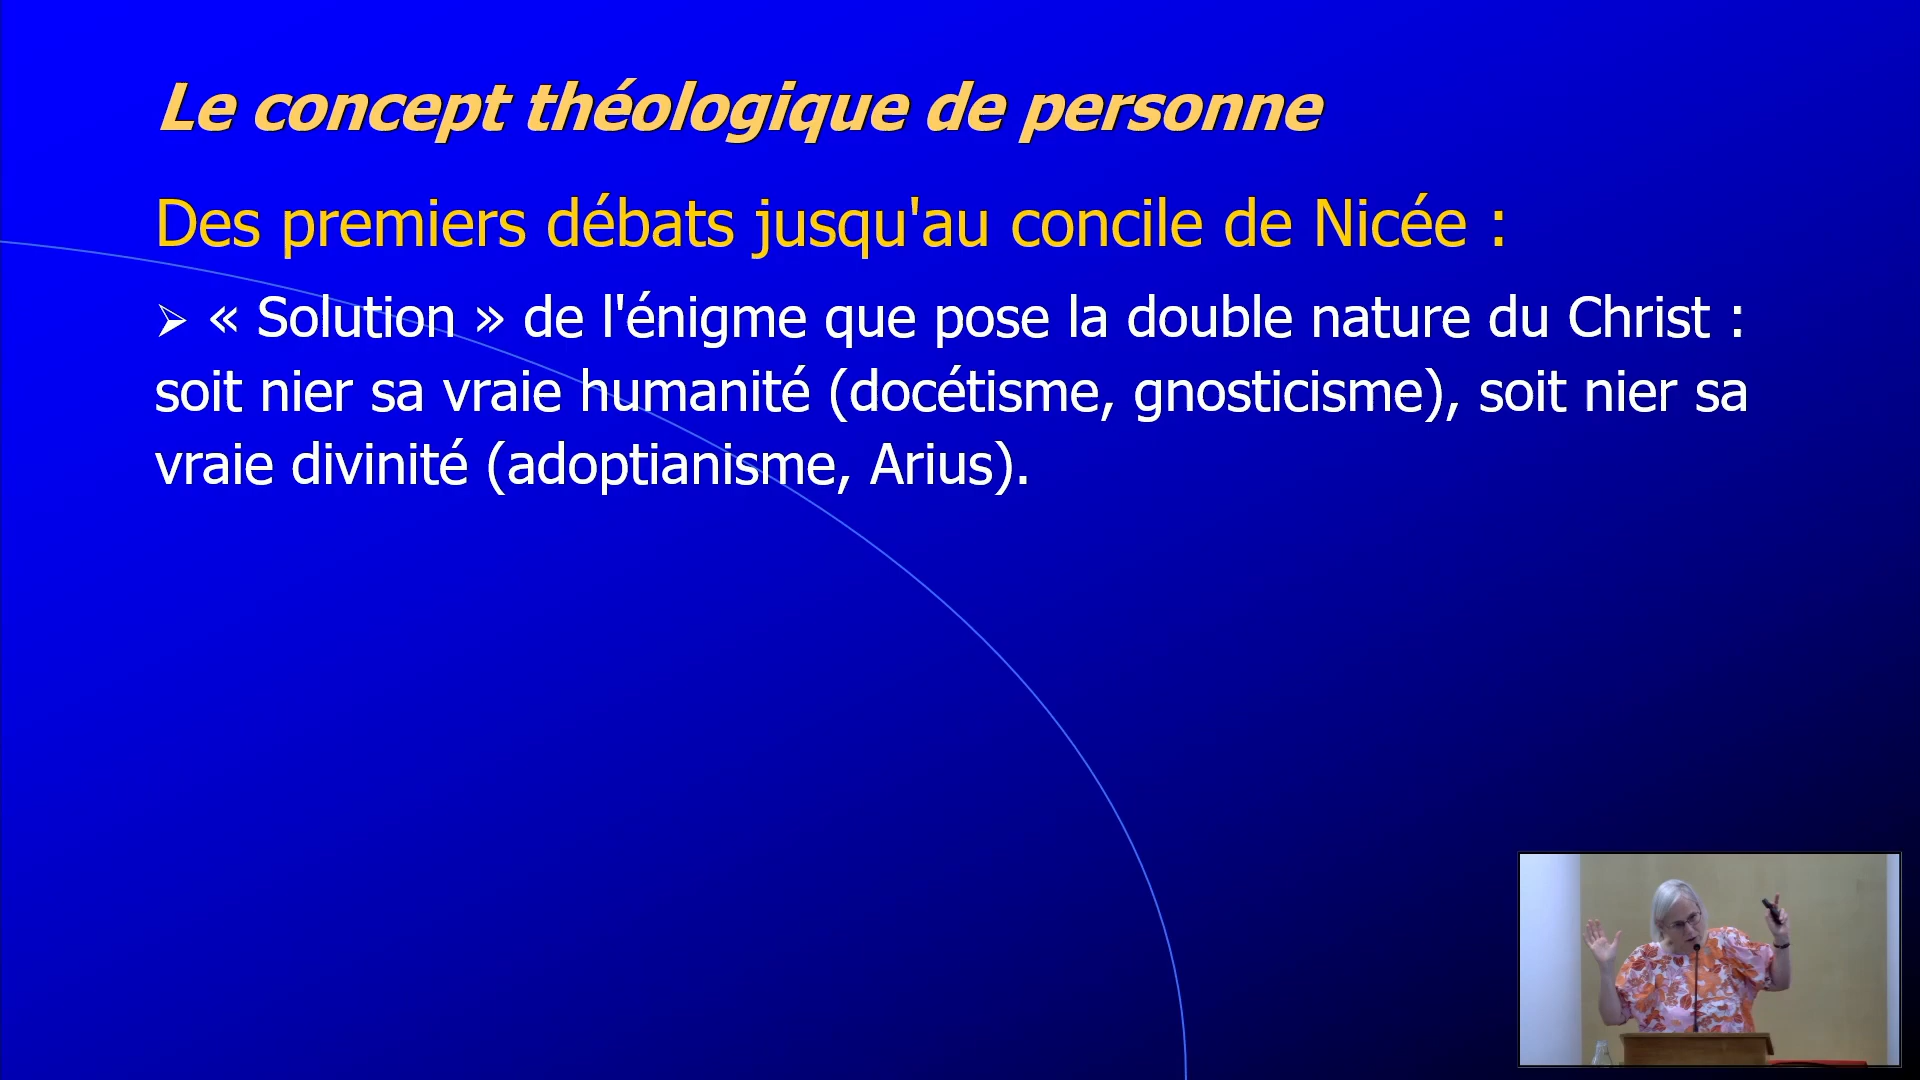 Le concept théologique de personne
Des premiers débats jusqu'au concile de Nicée :
➢ « Solution » de l'énigme que pose la double nature du Christ :
soit nier sa vraie humanité (docétisme, gnosticisme), soit nier sa
vraie divinité (adoptianisme, Arius).